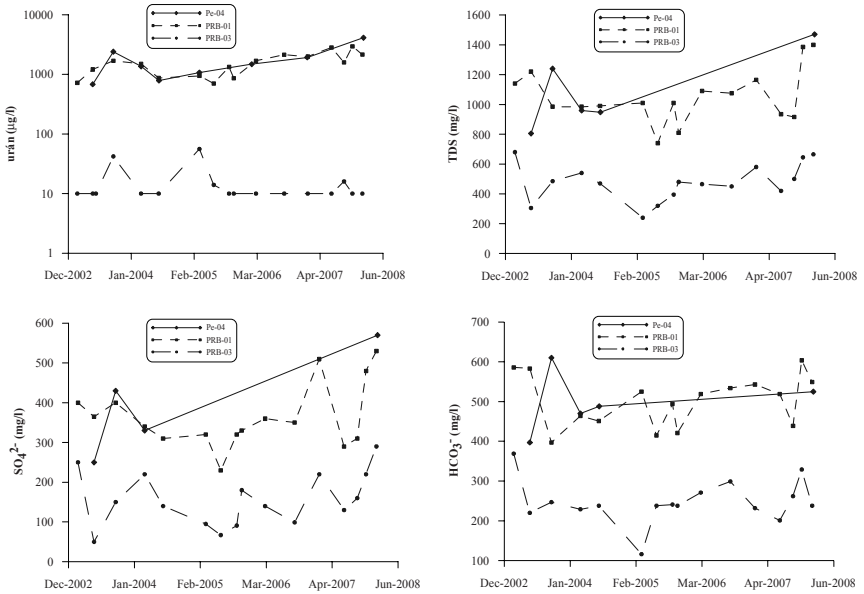 Pe-04
PRB-01
PRB-03
urán (μg/l)
10000
1000
100
10
1
Dec-2002 Jan-2004 Feb-2005 Mar-2006 Apr-2007 Jun-2008
Pe-04
PRB-01
PRB-03
TDS (mg/l)
1600
1400
1200
1000
800
600
400
200
0
Dec-2002 Jan-2004 Feb-2005 Mar-2006 Apr-2007 Jun-2008
Pe-04
PRB-01
PRB-03
SO₄²⁻ (mg/l)
600
500
400
300
200
100
0
Dec-2002 Jan-2004 Feb-2005 Mar-2006 Apr-2007 Jun-2008
Pe-04
PRB-01
PRB-03
HCO₃⁻ (mg/l)
700
600
500
400
300
200
100
Dec-2002 Jan-2004 Feb-2005 Mar-2006 Apr-2007 Jun-2008